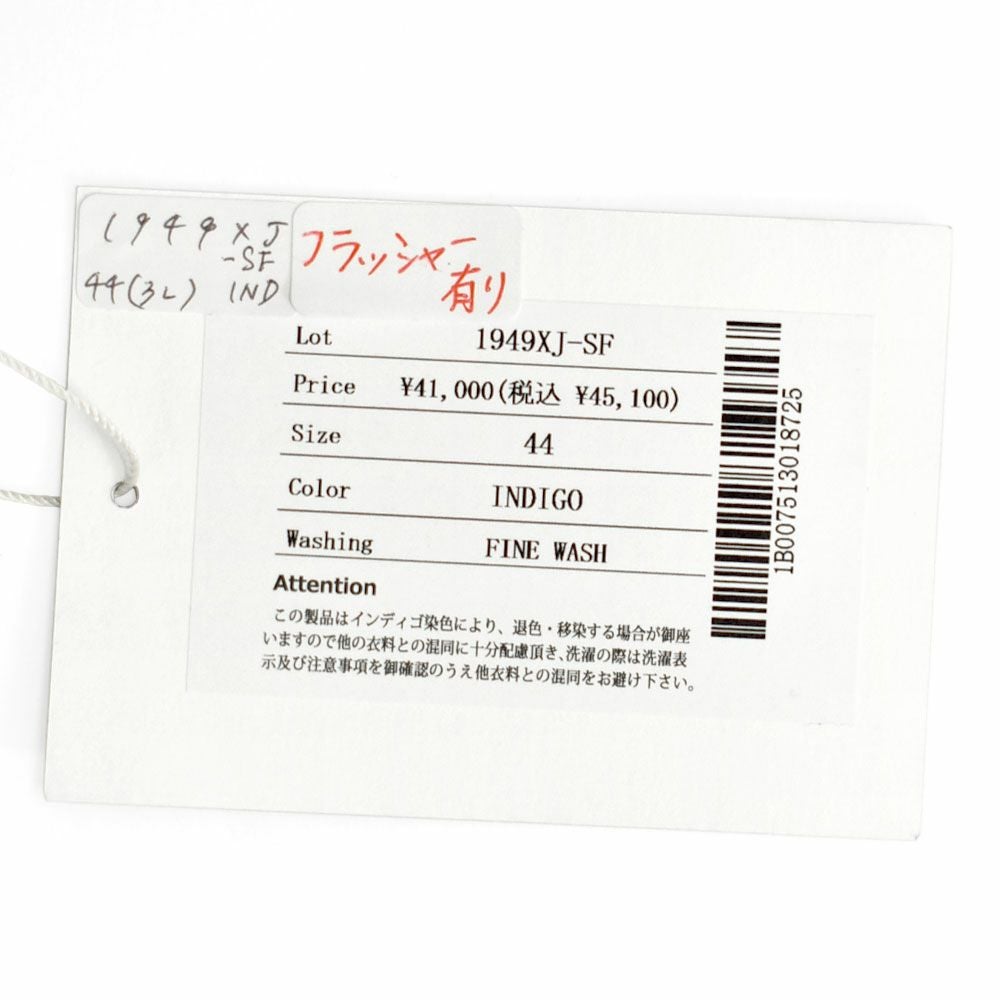 1949XJ
-SF
44(3L) IND
フラッシャー
有り
Lot 1949XJ-SF
Price ¥41,000(税込 ¥45,100)
Size 44
Color INDIGO
Washing FINE WASH
Attention
この製品はインディゴ染色により、退色・移染する場合が御座
いますので他の衣料との混同に十分配慮頂き、洗濯の際は洗濯表
示及び注意事項を御確認のうえ他衣料との混同をお避け下さい。
1B007513018725